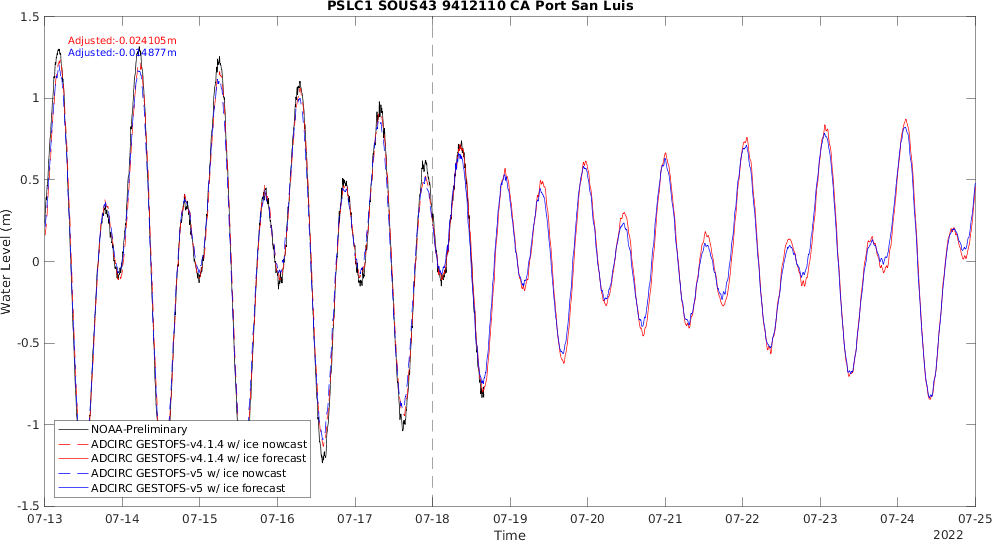 PSLC1 SOUS43 9412110 CA Port San Luis
1.5
1
0.5
0
-0.5
-1
-1.5
Water Level (m)
Adjusted:-0.024105m
NOAA-Preliminary
ADCIRC GESTOFS-v4.1.4 w/ ice nowcast
ADCIRC GESTOFS-v4.1.4 w/ ice forecast
ADCIRC GESTOFS-v5 w/ ice nowcast
ADCIRC GESTOFS-v5 w/ ice forecast
07-13 07-14 07-15 07-16 07-17 07-18 07-19 07-20 07-21 07-22 07-23 07-24 07-25
Time
2022